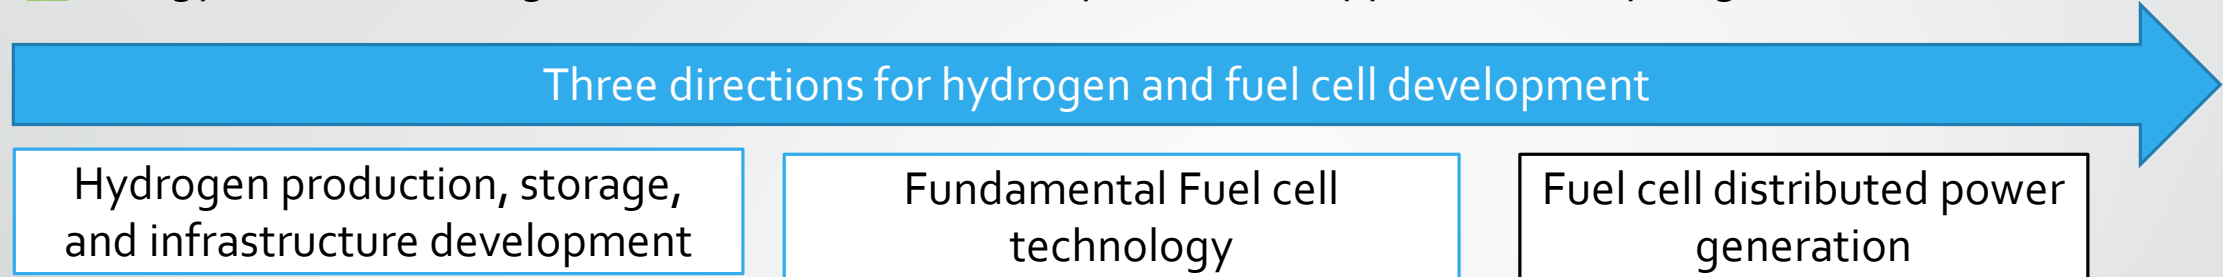 Three directions for hydrogen and fuel cell development
Hydrogen production, storage,
and infrastructure development
Fundamental Fuel cell
technology
Fuel cell distributed power
generation